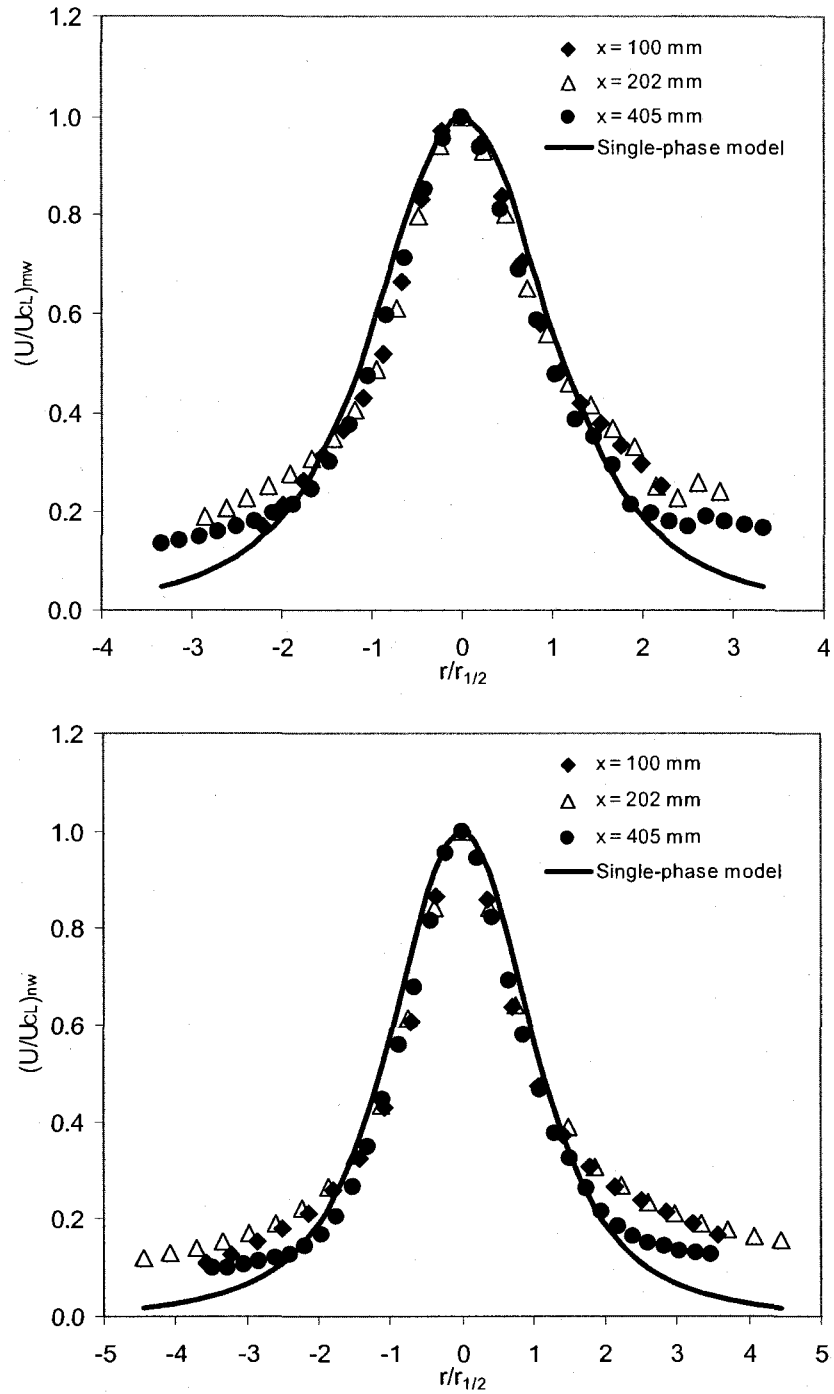 1.2
1.0
0.8
0.6
0.4
0.2
0.0
(U/UCL)mw
x = 100 mm
x = 202 mm
x = 405 mm
Single-phase model
-4 -3 -2 -1 0 1 2 3 4
r/r1/2
1.2
1.0
0.8
0.6
0.4
0.2
0.0
(U/UCL)nw
x = 100 mm
x = 202 mm
x = 405 mm
Single-phase model
-5 -4 -3 -2 -1 0 1 2 3 4 5
r/r1/2